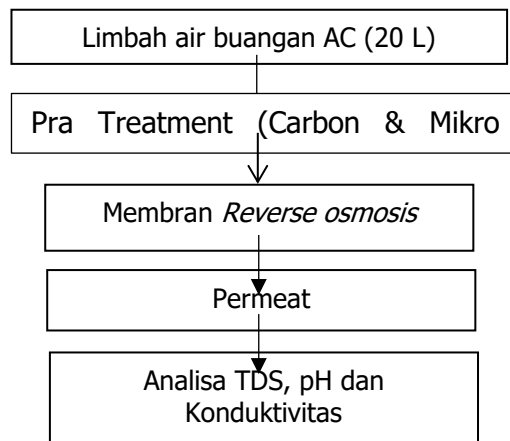 Limbah air buangan AC (20 L)
Pra Treatment (Carbon & Mikro
Membran Reverse osmosis
Permeat
Analisa TDS, pH dan
Konduktivitas